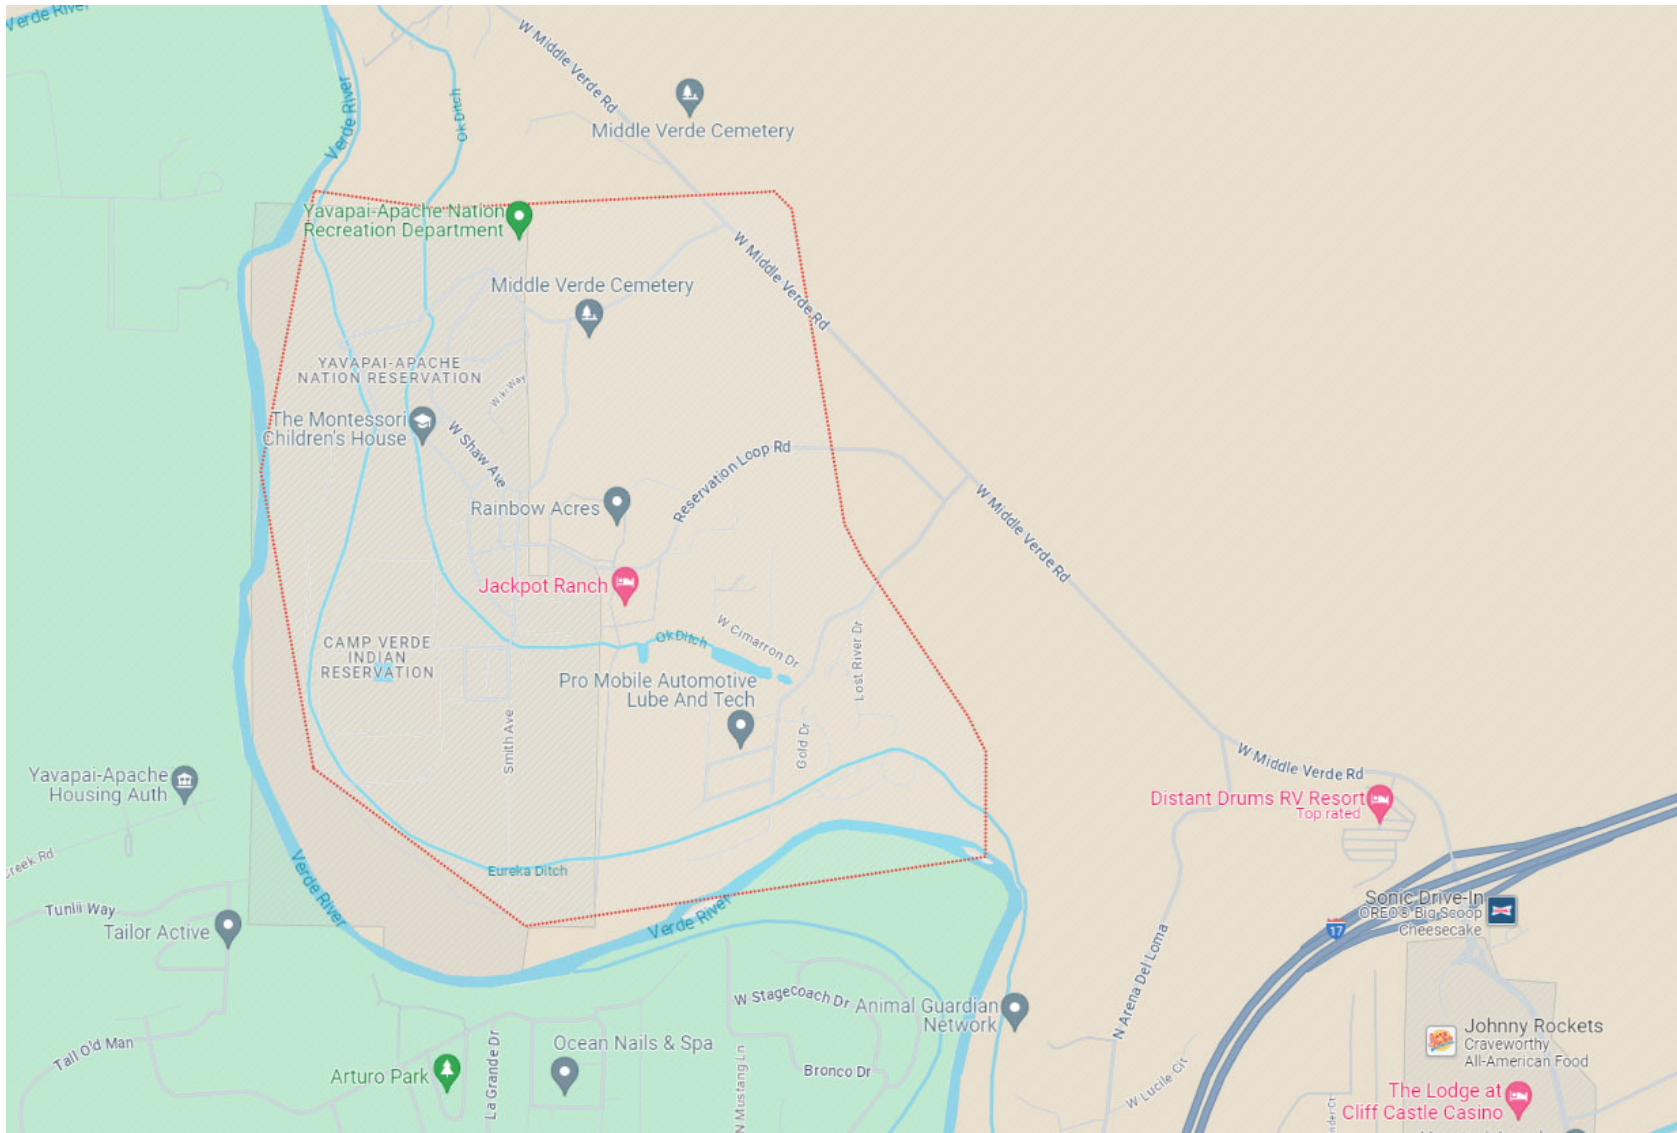 Verde River
W Middle Verde Rd
Verde River
Ok Ditch
Middle Verde Cemetery
Yavapai-Apache Nation
Recreation Department
W Middle Verde Rd
Middle Verde Cemetery
YAVAPAI-APACHE
NATION RESERVATION
Wiki Way
The Montessori
Children's House
W Shaw Ave
Reservation Loop Rd
Rainbow Acres
W Middle Verde Rd
Jackpot Ranch
Ok Ditch
W Cimarron Dr
CAMP VERDE
INDIAN
RESERVATION
Lost River Dr
Pro Mobile Automotive
Lube And Tech
Smith Ave
Gold Dr
W Middle Verde Rd
Yavapai-Apache
Housing Auth
Distant Drums RV Resort
Top rated
Creek Rd
Verde River
Eureka Ditch
Sonic Drive-In
OREO® Big Scoop
Cheesecake
Tunlii Way
Tailor Active
Verde River
17
N Arena Del Loma
W Stagecoach Dr
Animal Guardian
Network
Tall O'd Man
La Grande Dr
Ocean Nails & Spa
Johnny Rockets
Craveworthy
All-American Food
Arturo Park
N Mustang Ln
Bronco Dr
W Lucile Cit
The Lodge at
Cliff Castle Casino